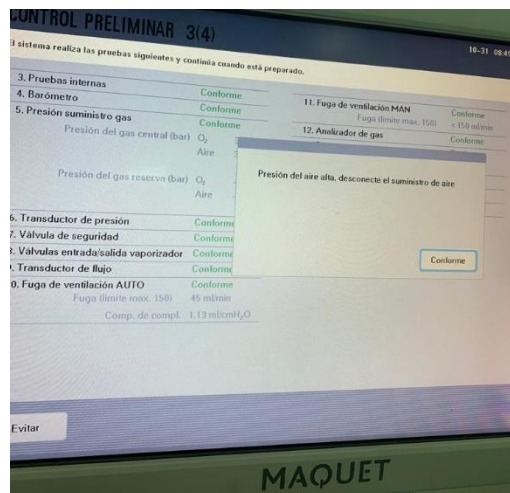 CONTROL PRELIMINAR 3(4)
10-31 08:49
El sistema realiza las pruebas siguientes y continúa cuando está preparado.
3. Pruebas internas Conforme
4. Barómetro Conforme
5. Presión suministro gas Conforme
Presión del gas central (bar) O₂
Aire
Presión del gas reserva (bar) O₂
Aire
6. Transductor de presión Conforme
7. Válvula de seguridad Conforme
8. Válvulas entrada/salida vaporizador Conforme
. Transductor de flujo Conforme
0. Fuga de ventilación AUTO Conforme
Fuga (límite max. 150) 45 ml/min
Comp. de compl. 1.13 ml/cmH₂O
11. Fuga de ventilación MAN Conforme
Fuga (límite max. 150) < 150 ml/min
12. Analizador de gas Conforme
Presión del aire alta, desconecte el suministro de aire
Conforme
Evitar
MAQUET